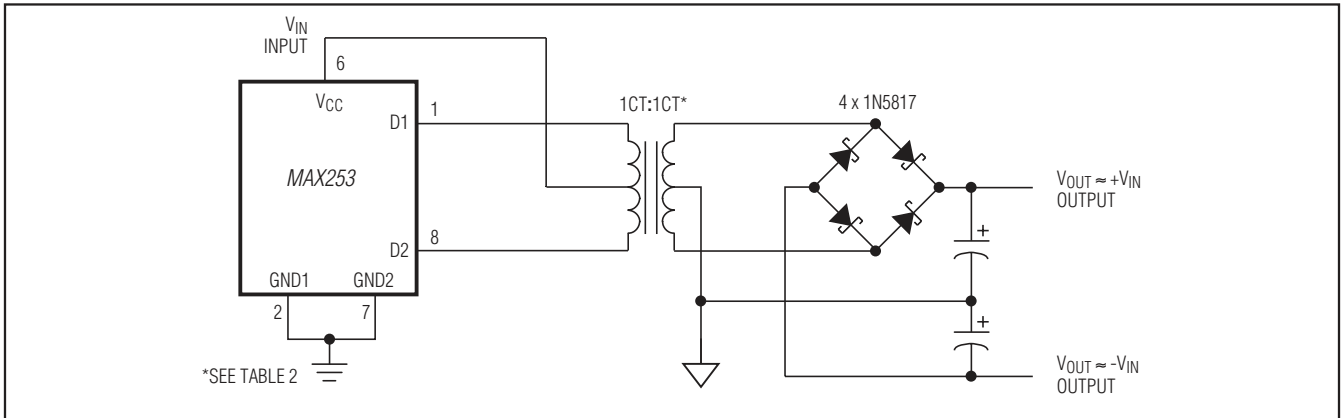 VIN
INPUT
6
VCC
D1
1
MAX253
D2
8
GND1
GND2
2
7
*SEE TABLE 2
1CT:1CT*
4 x 1N5817
VOUT ≈ +VIN
OUTPUT
+
+
VOUT ≈ -VIN
OUTPUT